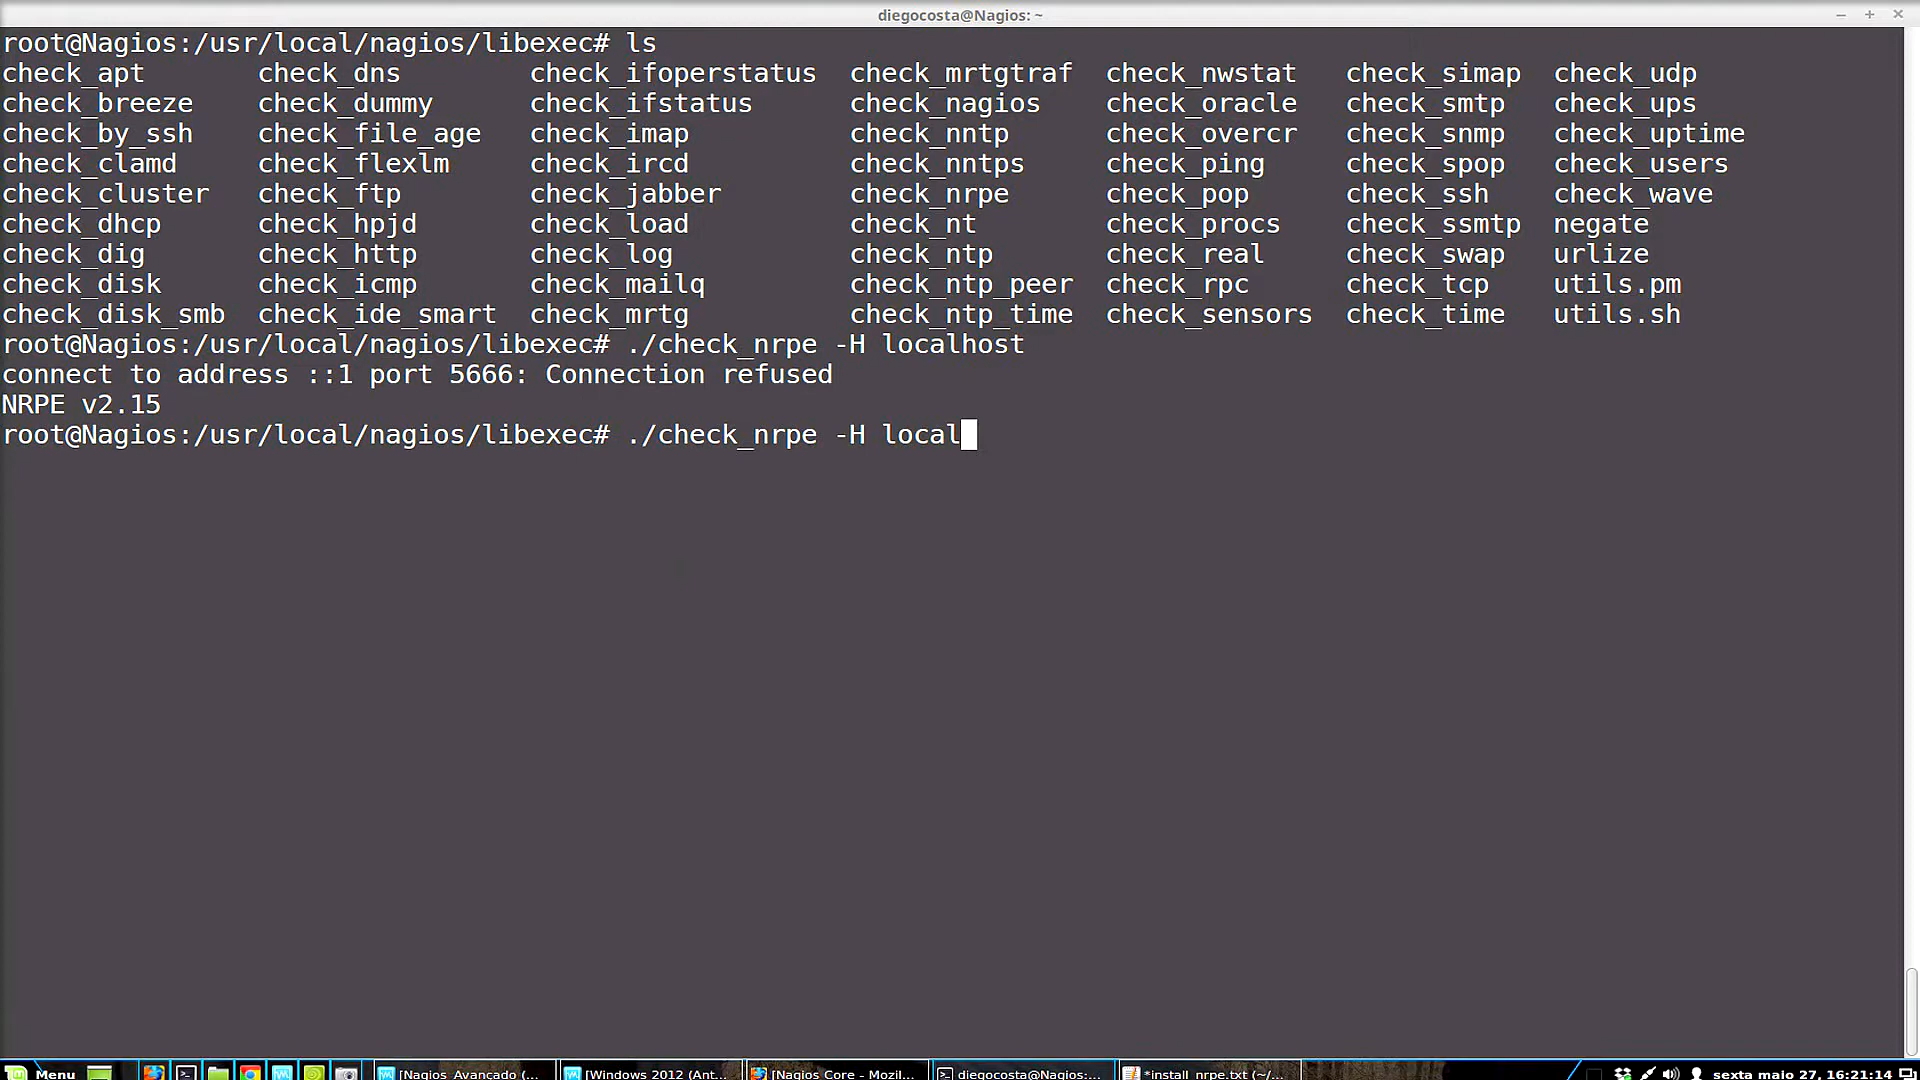 diegocosta@Nagios: ~
root@Nagios:/usr/local/nagios/libexec# ls
check_apt check_dns check_ifoperstatus check_mrtgtraf check_nwstat check_simap check_udp
check_breeze check_dummy check_ifstatus check_nagios check_oracle check_smtp check_ups
check_by_ssh check_file_age check_imap check_nntp check_overcr check_snmp check_uptime
check_clamd check_flexlm check_ircd check_nntps check_ping check_spop check_users
check_cluster check_ftp check_jabber check_nrpe check_pop check_ssh check_wave
check_dhcp check_hpjd check_load check_nt check_procs check_ssmtp negate
check_dig check_http check_log check_ntp check_real check_swap urlize
check_disk check_icmp check_mailq check_ntp_peer check_rpc check_tcp utils.pm
check_disk_smb check_ide_smart check_mrtg check_ntp_time check_sensors check_time utils.sh
root@Nagios:/usr/local/nagios/libexec# ./check_nrpe -H localhost
connect to address ::1 port 5666: Connection refused
NRPE v2.15
root@Nagios:/usr/local/nagios/libexec# ./check_nrpe -H local
Menu [Nagios_Avançado (... [Windows 2012 (Ant... [Nagios Core - Mozil... diegocosta@Nagios:... *install_nrpe.txt (~/... sexta maio 27, 16:21:14